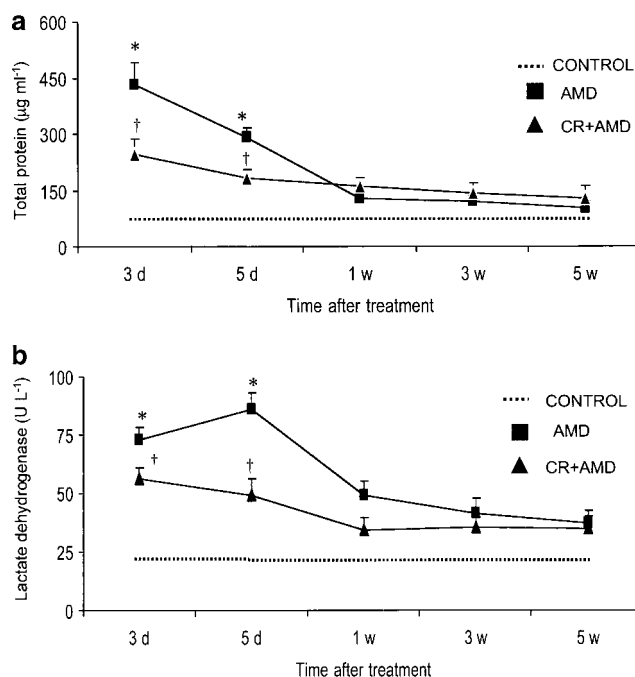 a
600
450
300
150
0
Total protein (µg ml⁻¹)
*
*
†
†
CONTROL
AMD
CR+AMD
3 d 5 d 1 w 3 w 5 w
Time after treatment
b
100
75
50
25
0
Lactate dehydrogenase (U L⁻¹)
*
*
†
†
CONTROL
AMD
CR+AMD
3 d 5 d 1 w 3 w 5 w
Time after treatment